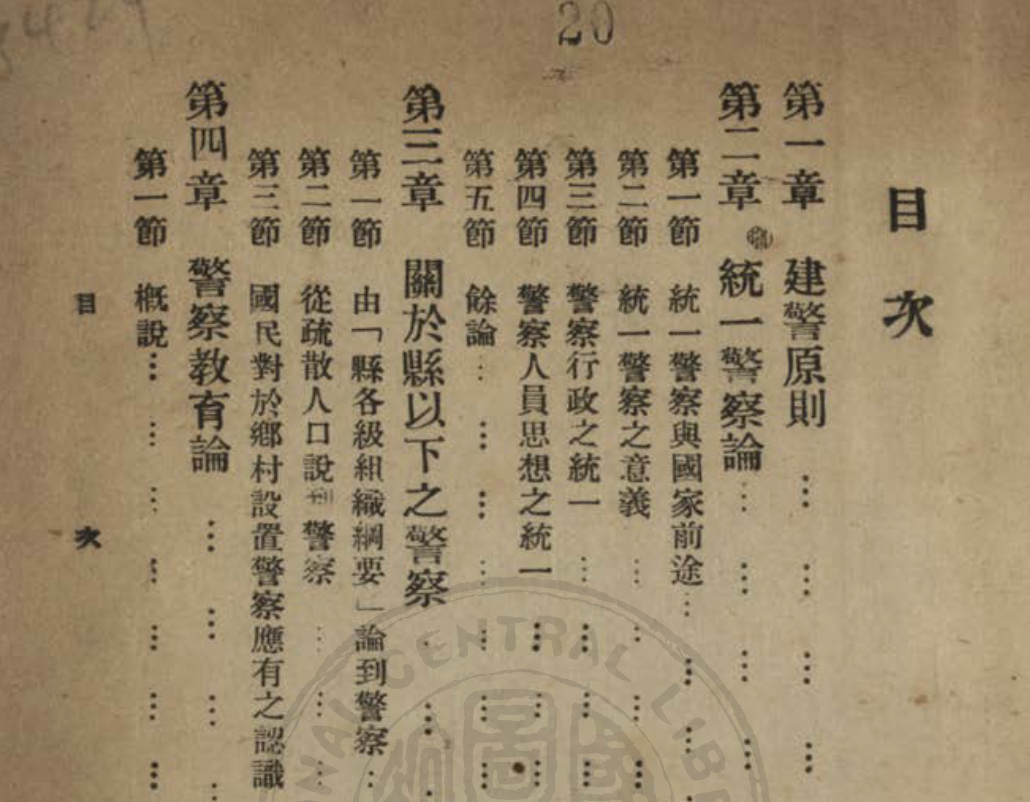 20
目次
第一章 建警原則……
第二章 統一警察論……
第一節 統一警察與國家前途……
第二節 統一警察之意義……
第三節 警察行政之統一……
第四節 警察人員思想之統一……
第五節 餘論……
第三章 關於縣以下之警察……
第一節 由「縣各級組織綱要」論到警察……
第二節 從疏散人口說到警察……
第三節 國民對於鄉村設置警察應有之認識
第四章 警察教育論……
第一節 概說……
目次
CENTRAL LIBR